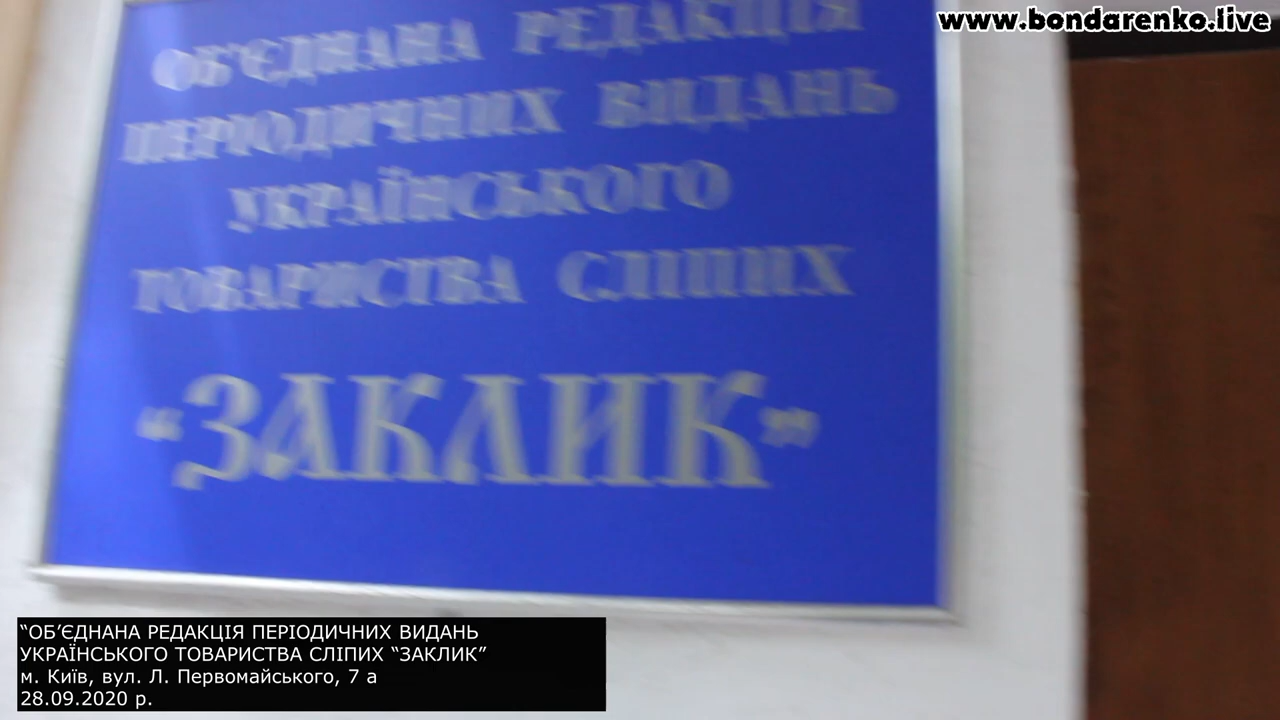 www.bondarenko.live
ОБ'ЄДНАНА РЕДАКЦІЯ
ПЕРІОДИЧНИХ ВИДАНЬ
УКРАЇНСЬКОГО
ТОВАРИСТВА СЛІПИХ
“ЗАКЛИК”
“ОБ’ЄДНАНА РЕДАКЦІЯ ПЕРІОДИЧНИХ ВИДАНЬ
УКРАЇНСЬКОГО ТОВАРИСТВА СЛІПИХ “ЗАКЛИК”
м. Київ, вул. Л. Первомайського, 7 а
28.09.2020 р.